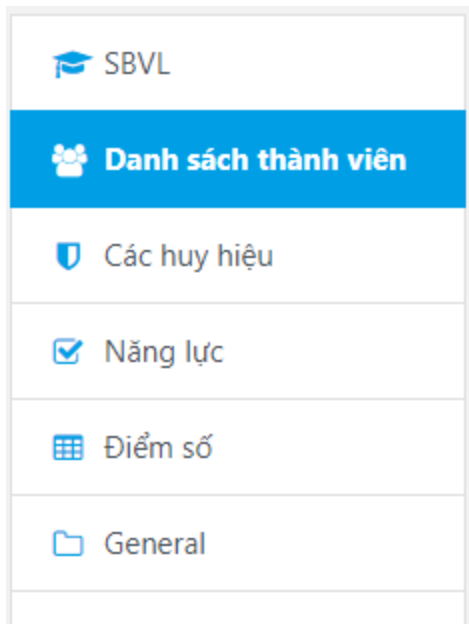 SBVL
Danh sách thành viên
Các huy hiệu
Năng lực
Điểm số
General